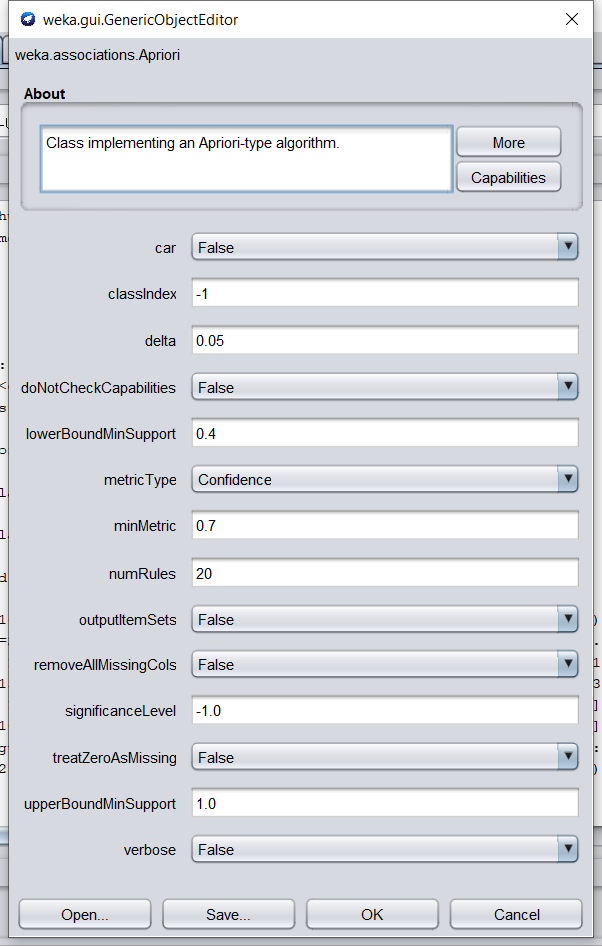 weka.gui.GenericObjectEditor
weka.associations.Apriori
About
Class implementing an Apriori-type algorithm.
More
Capabilities
car False
classIndex -1
delta 0.05
doNotCheckCapabilities False
lowerBoundMinSupport 0.4
metricType Confidence
minMetric 0.7
numRules 20
outputItemSets False
removeAllMissingCols False
significanceLevel -1.0
treatZeroAsMissing False
upperBoundMinSupport 1.0
verbose False
Open... Save... OK Cancel